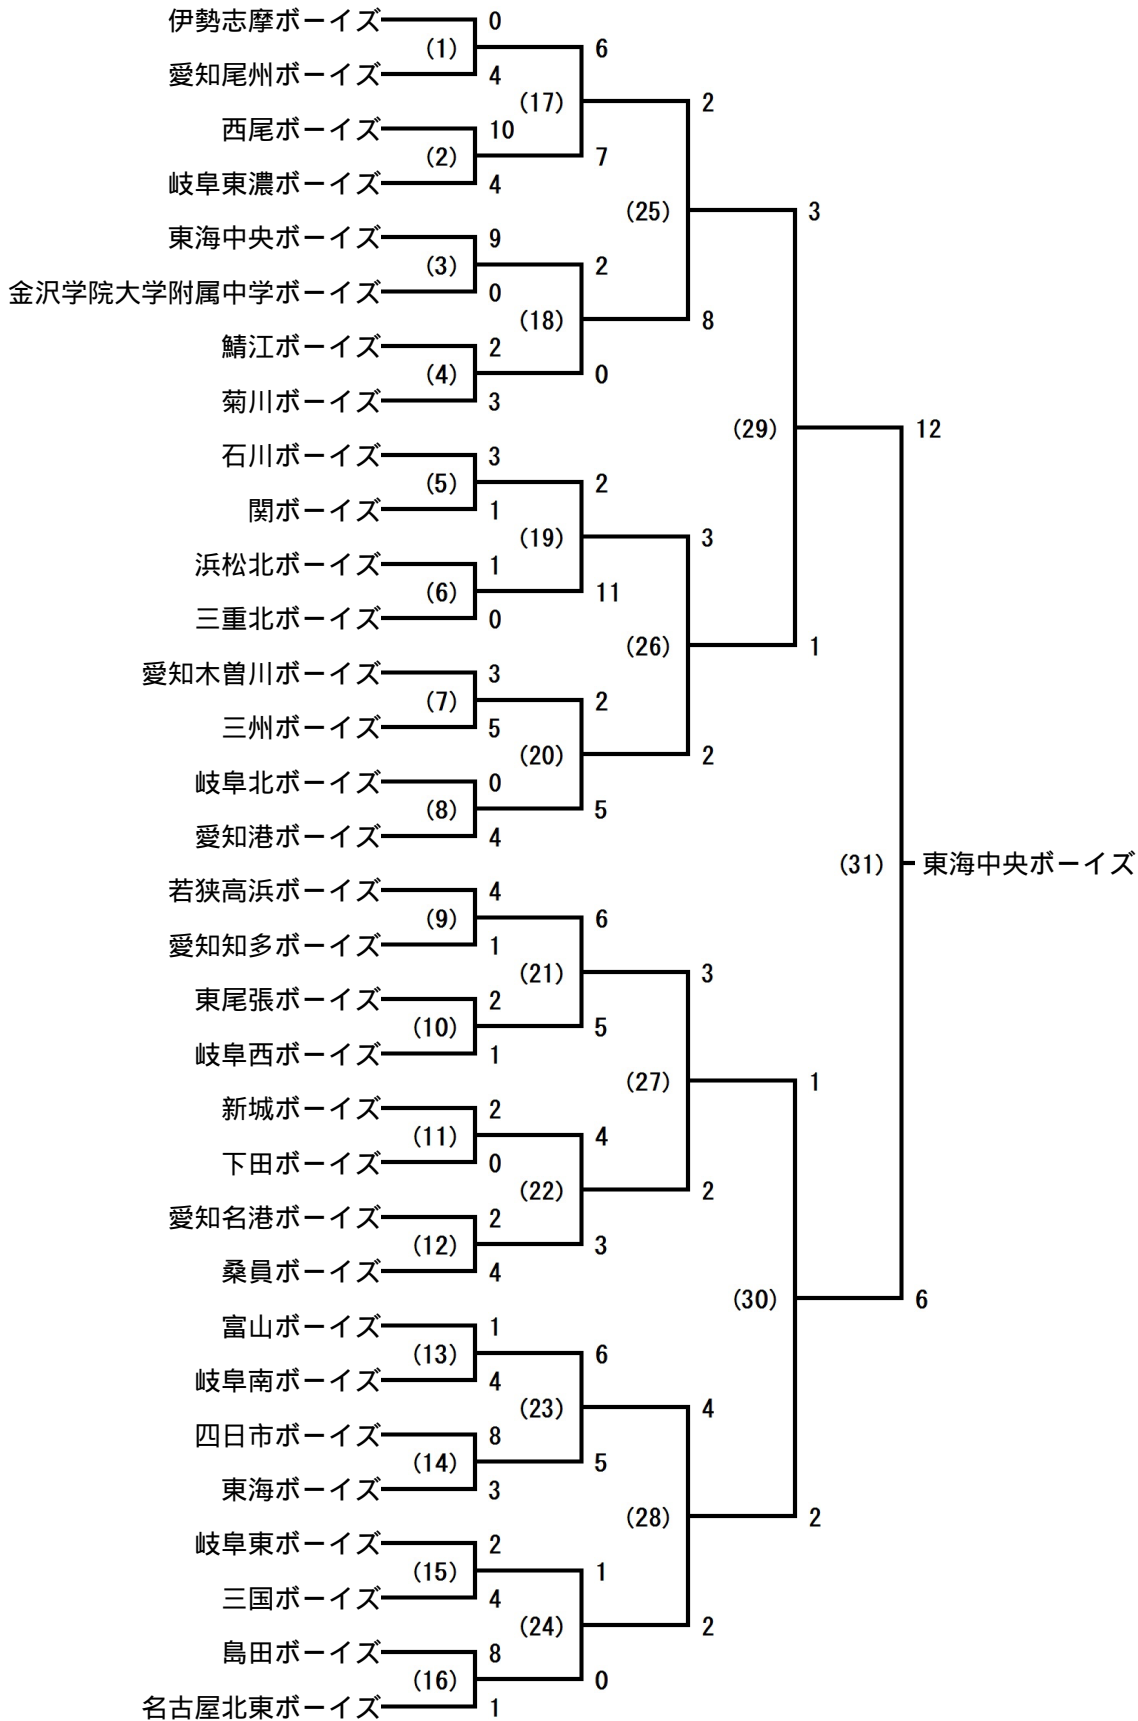 伊勢志摩ボーイズ 0
(1) 6
愛知尾州ボーイズ 4
(17) 2
西尾ボーイズ 10
(2) 7
岐阜東濃ボーイズ 4
(25) 3
東海中央ボーイズ 9
(3) 2
金沢学院大学附属中学ボーイズ 0
(18) 8
鯖江ボーイズ 2
(4) 0
菊川ボーイズ 3
(29) 12
石川ボーイズ 3
(5) 2
関ボーイズ 1
(19) 3
浜松北ボーイズ 1
(6) 11
三重北ボーイズ 0
(26) 1
愛知木曽川ボーイズ 3
(7) 2
三州ボーイズ 5
(20) 2
岐阜北ボーイズ 0
(8) 5
愛知港ボーイズ 4
(31) 東海中央ボーイズ
若狭高浜ボーイズ 4
(9) 6
愛知知多ボーイズ 1
(21) 3
東尾張ボーイズ 2
(10) 5
岐阜西ボーイズ 1
(27) 1
新城ボーイズ 2
(11) 4
下田ボーイズ 0
(22) 2
愛知名港ボーイズ 2
(12) 3
桑員ボーイズ 4
(30) 6
富山ボーイズ 1
(13) 6
岐阜南ボーイズ 4
(23) 4
四日市ボーイズ 8
(14) 5
東海ボーイズ 3
(28) 2
岐阜東ボーイズ 2
(15) 1
三国ボーイズ 4
(24) 2
島田ボーイズ 8
(16) 0
名古屋北東ボーイズ 1